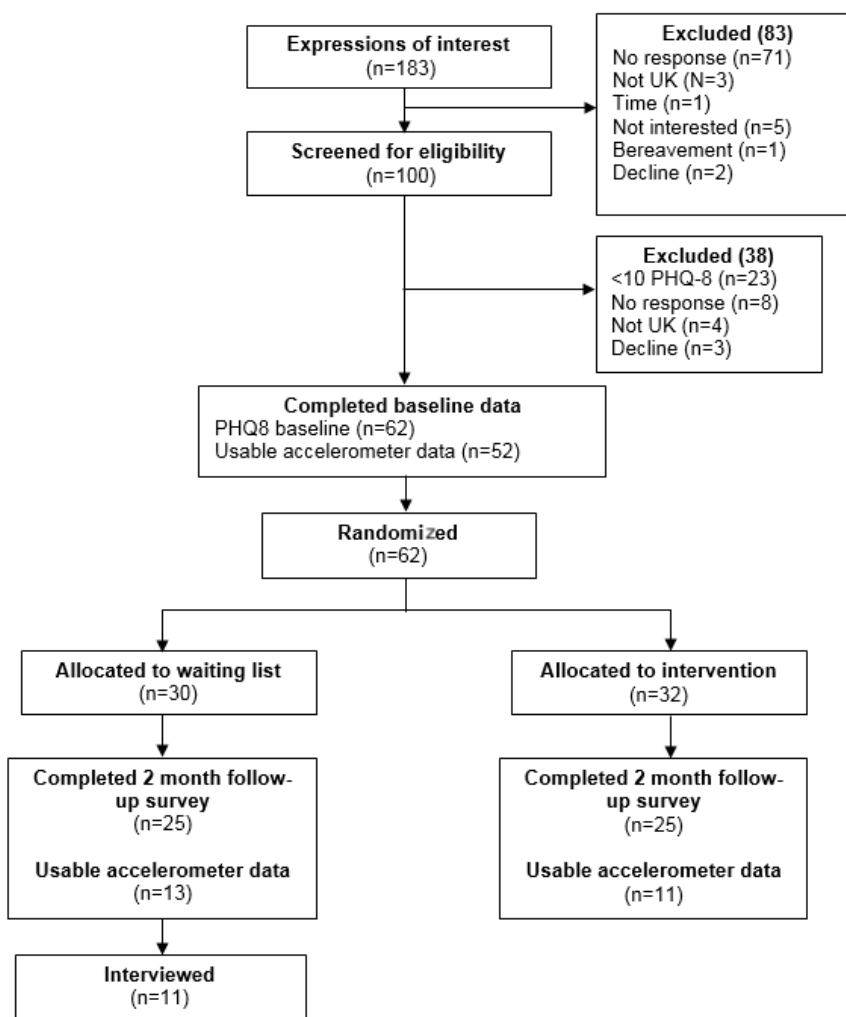 Expressions of interest
(n=183)
Excluded (83)
No response (n=71)
Not UK (N=3)
Time (n=1)
Not interested (n=5)
Bereavement (n=1)
Decline (n=2)
Screened for eligibility
(n=100)
Excluded (38)
<10 PHQ-8 (n=23)
No response (n=8)
Not UK (n=4)
Decline (n=3)
Completed baseline data
PHQ8 baseline (n=62)
Usable accelerometer data (n=52)
Randomized
(n=62)
Allocated to waiting list
(n=30)
Allocated to intervention
(n=32)
Completed 2 month follow-
up survey
(n=25)
Usable accelerometer data
(n=13)
Completed 2 month follow-
up survey
(n=25)
Usable accelerometer data
(n=11)
Interviewed
(n=11)